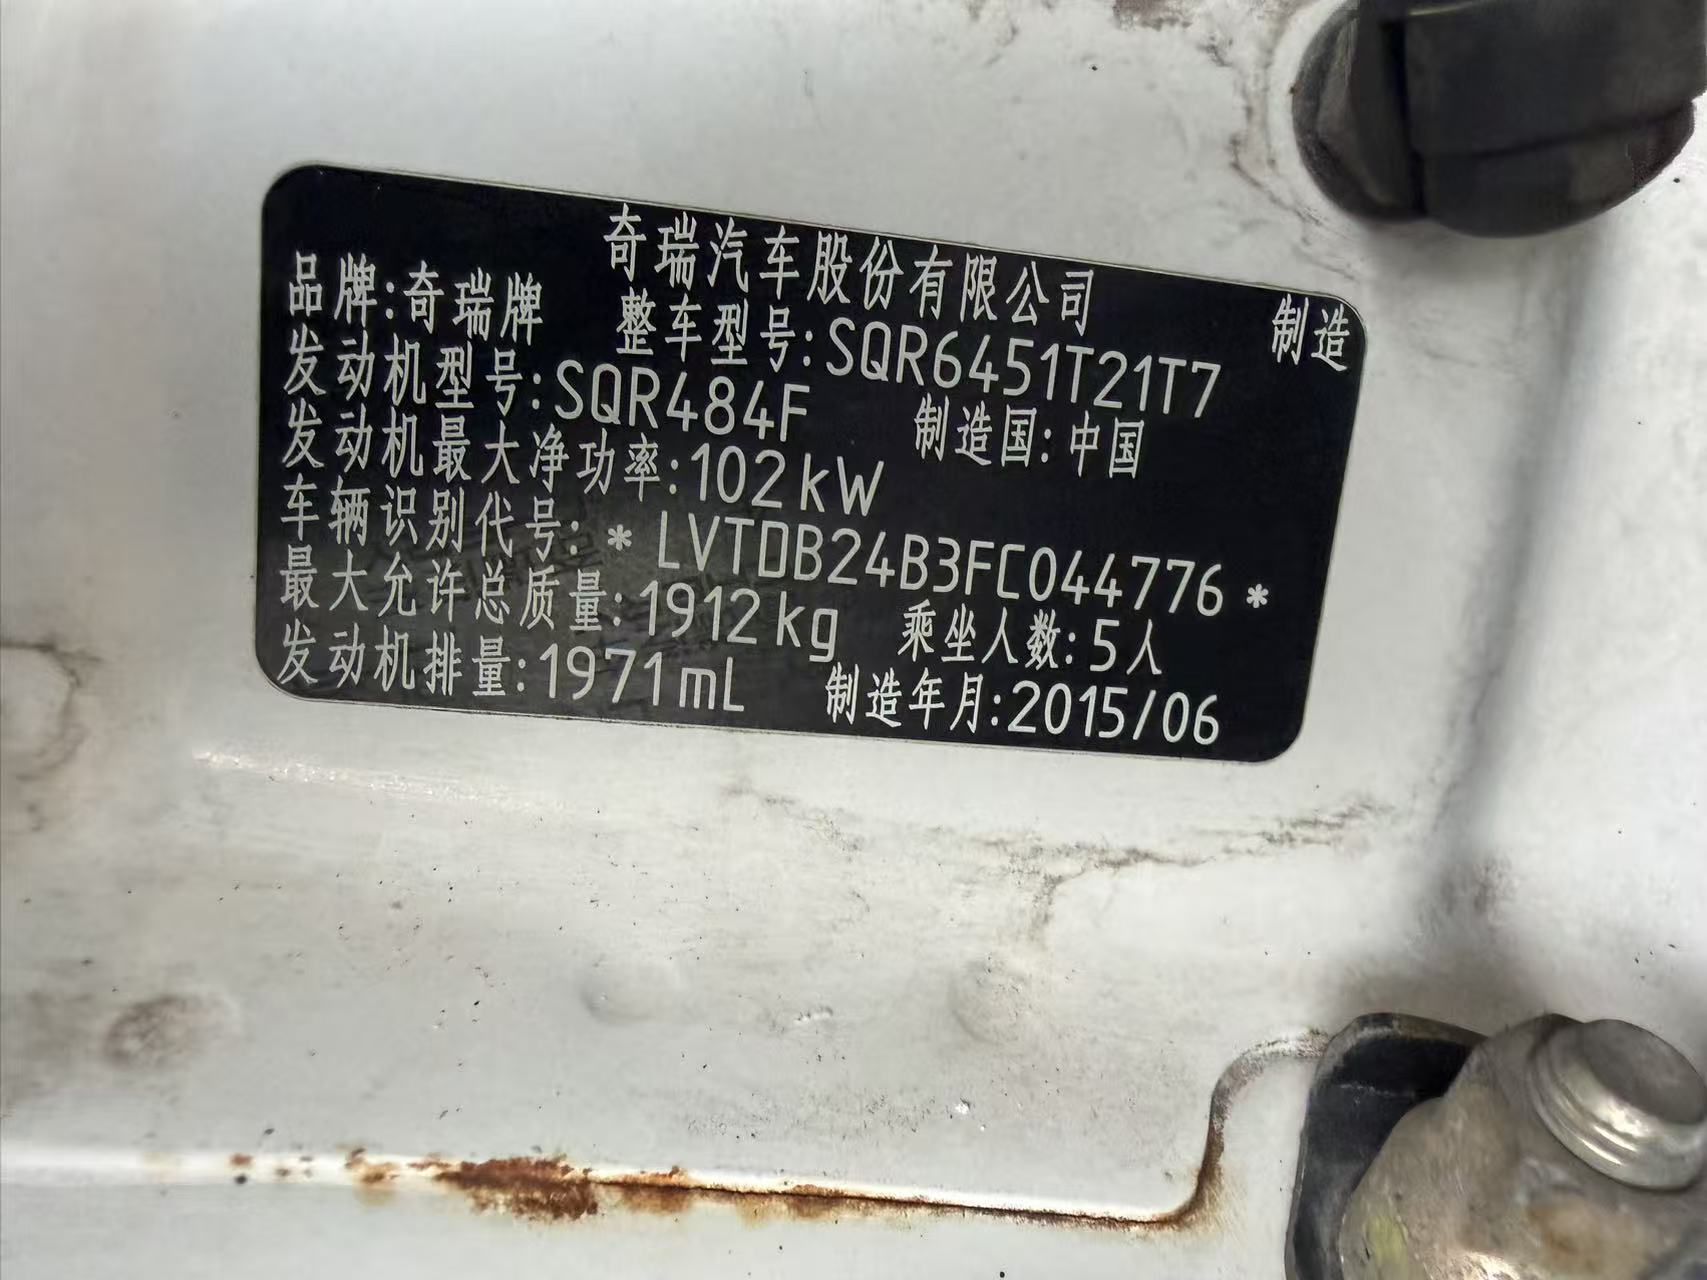 奇瑞汽车股份有限公司 制造
品牌:奇瑞牌 整车型号:SQR6451T21T7
发动机型号:SQR484F 制造国:中国
发动机最大净功率:102kW
车辆识别代号:* LVTDB24B3FC044776 *
最大允许总质量:1912kg 乘坐人数:5人
发动机排量:1971mL 制造年月:2015/06